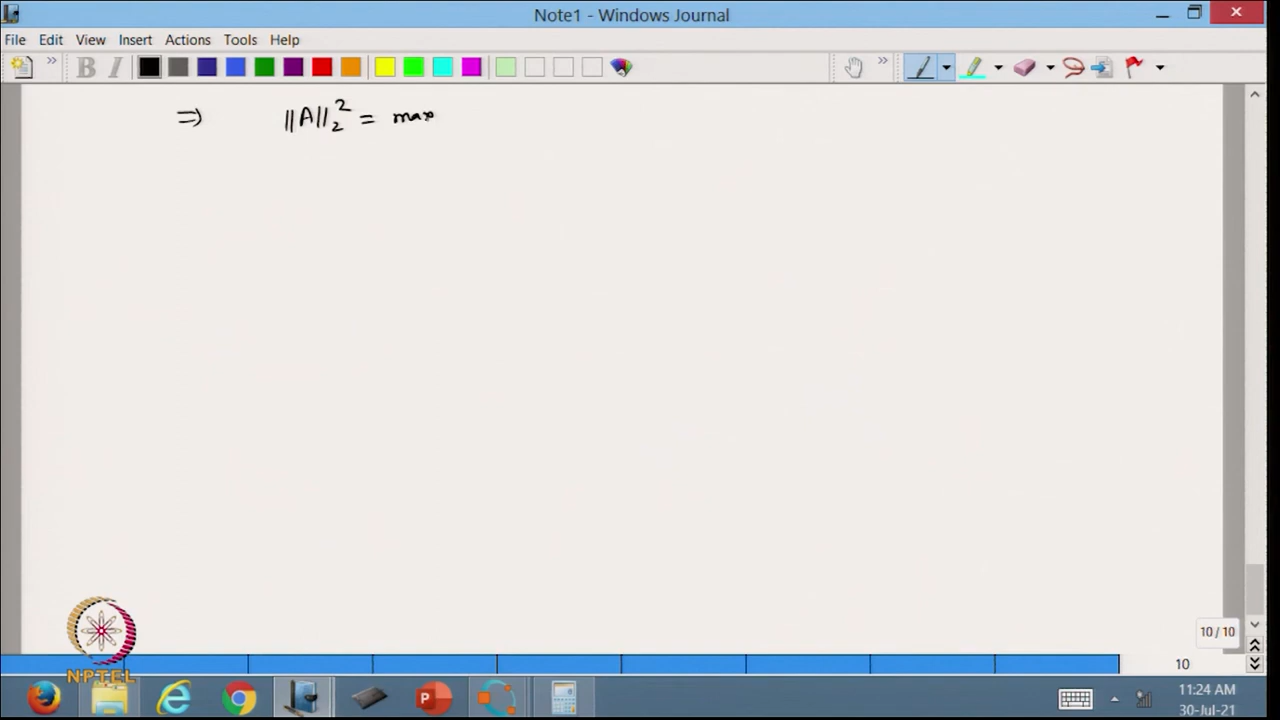 Note1 - Windows Journal
File Edit View Insert Actions Tools Help
B I
⇒ ||A||₂² = max
10 / 10
NPTEL
10
11:24 AM
30-Jul-21